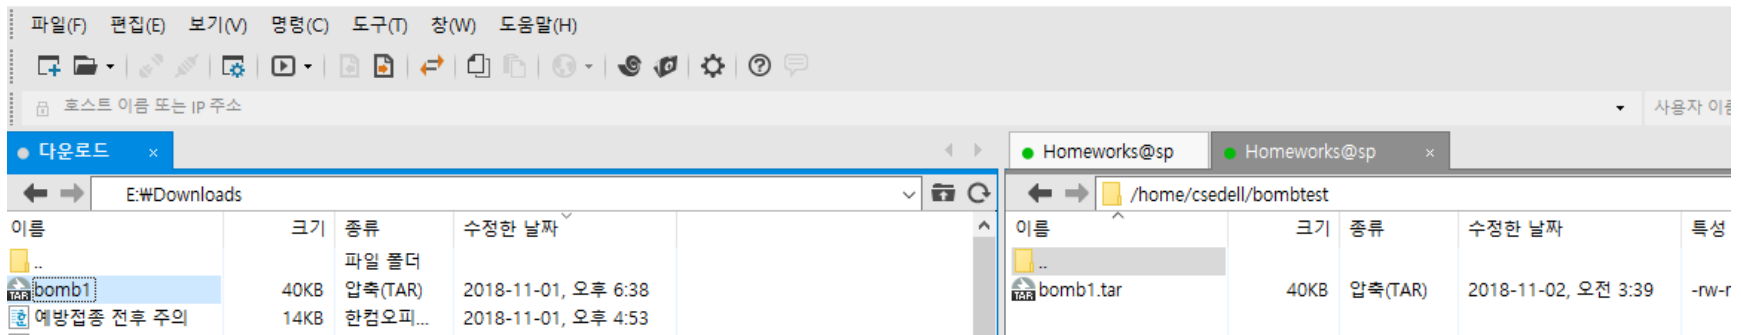 파일(F) 편집(E) 보기(V) 명령(C) 도구(T) 창(W) 도움말(H)
호스트 이름 또는 IP 주소 사용자 이름
다운로드 × Homeworks@sp Homeworks@sp ×
E:₩Downloads /home/csedell/bombtest
이름 크기 종류 수정한 날짜 이름 크기 종류 수정한 날짜 특성
.. 파일 폴더 ..
TAR bomb1 40KB 압축(TAR) 2018-11-01, 오후 6:38 TAR bomb1.tar 40KB 압축(TAR) 2018-11-02, 오전 3:39 -rw-r
예방접종 전후 주의 14KB 한컴오피... 2018-11-01, 오후 4:53